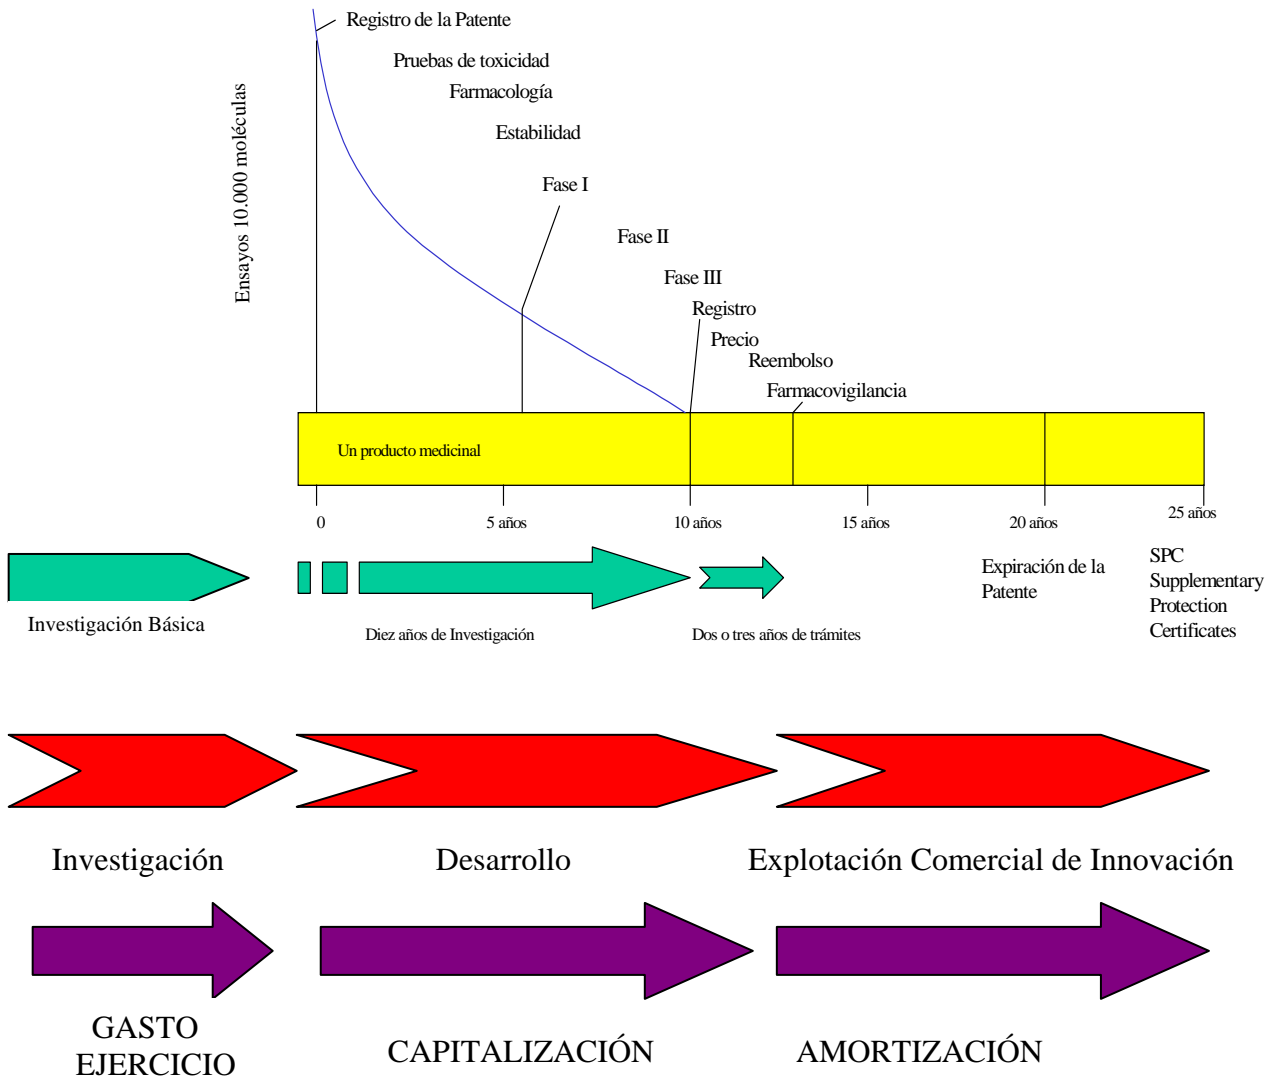 Registro de la Patente
Pruebas de toxicidad
Farmacología
Ensayos 10.000 moléculas
Estabilidad
Fase I
Fase II
Fase III
Registro
Precio
Reembolso
Farmacovigilancia
Un producto medicinal
0
5 años
10 años
15 años
20 años
25 años
Investigación Básica
Diez años de Investigación
Dos o tres años de trámites
Expiración de la
Patente
SPC
Supplementary
Protection
Certificates
Investigación
Desarrollo
Explotación Comercial de Innovación
GASTO
EJERCICIO
CAPITALIZACIÓN
AMORTIZACIÓN